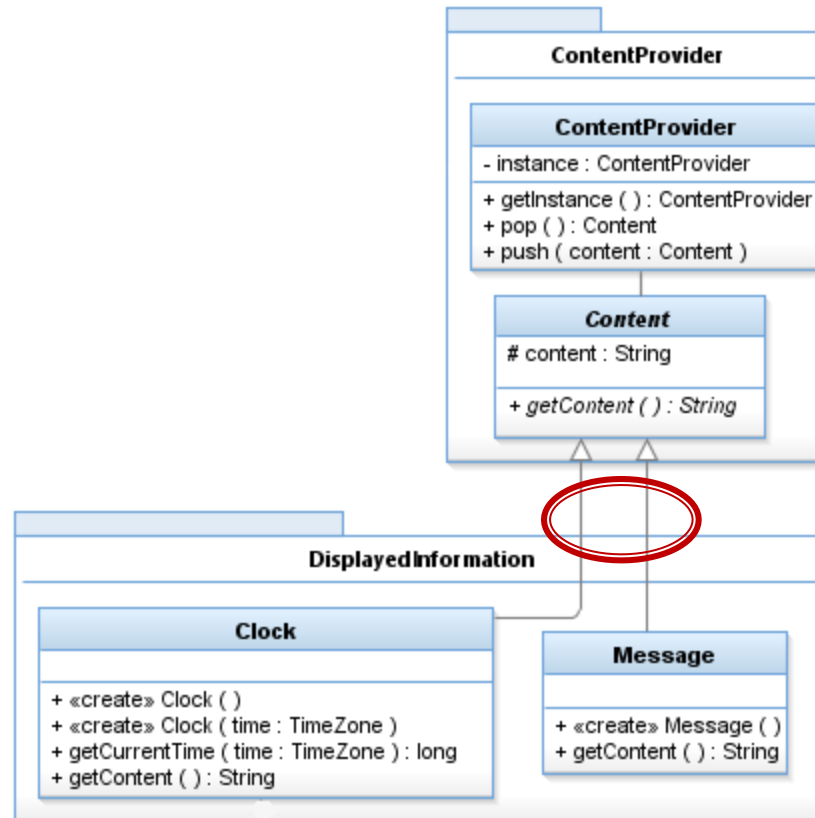 ContentProvider
ContentProvider
- instance : ContentProvider
+ getInstance ( ) : ContentProvider
+ pop ( ) : Content
+ push ( content : Content )
Content
# content : String
+ getContent ( ) : String
DisplayedInformation
Clock
+ «create» Clock ( )
+ «create» Clock ( time : TimeZone )
+ getCurrentTime ( time : TimeZone ) : long
+ getContent ( ) : String
Message
+ «create» Message ( )
+ getContent ( ) : String